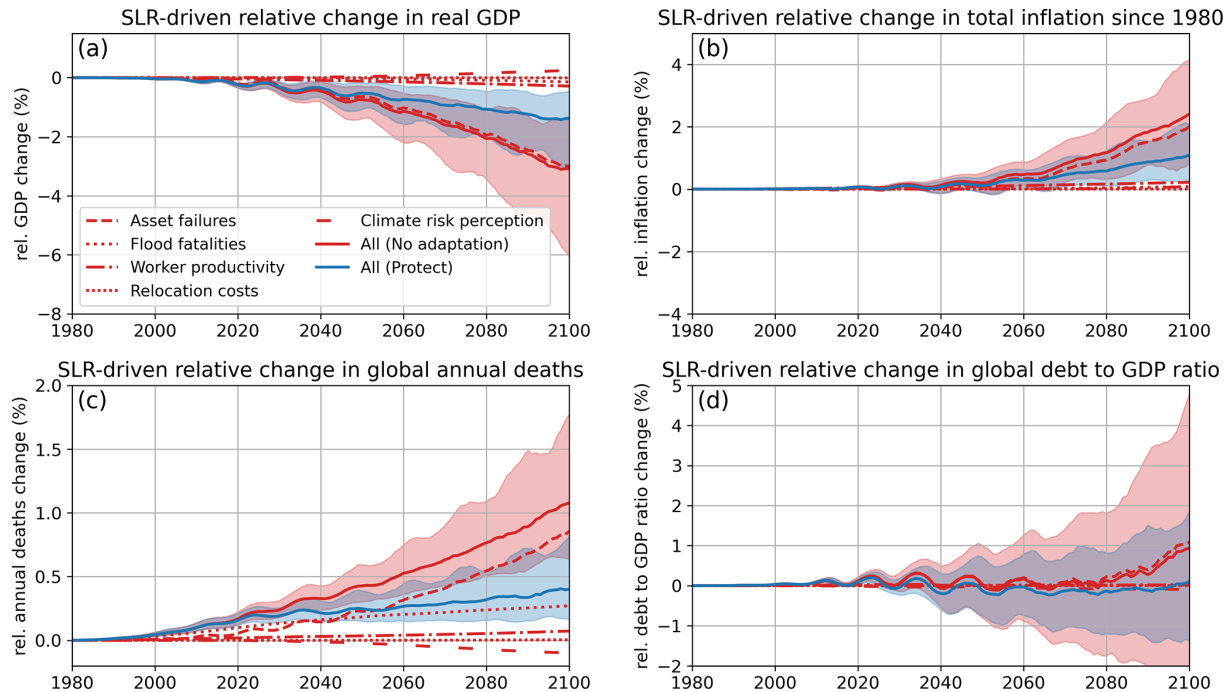 SLR-driven relative change in real GDP
(a)
rel. GDP change (%)
0
−2
−4
−6
−8
Asset failures
Flood fatalities
Worker productivity
Relocation costs
Climate risk perception
All (No adaptation)
All (Protect)
1980 2000 2020 2040 2060 2080 2100
SLR-driven relative change in total inflation since 1980
(b)
rel. inflation change (%)
4
2
0
−2
−4
1980 2000 2020 2040 2060 2080 2100
SLR-driven relative change in global annual deaths
(c)
rel. annual deaths change (%)
2.0
1.5
1.0
0.5
0.0
1980 2000 2020 2040 2060 2080 2100
SLR-driven relative change in global debt to GDP ratio
(d)
rel. debt to GDP ratio change (%)
5
4
3
2
1
0
−1
−2
1980 2000 2020 2040 2060 2080 2100